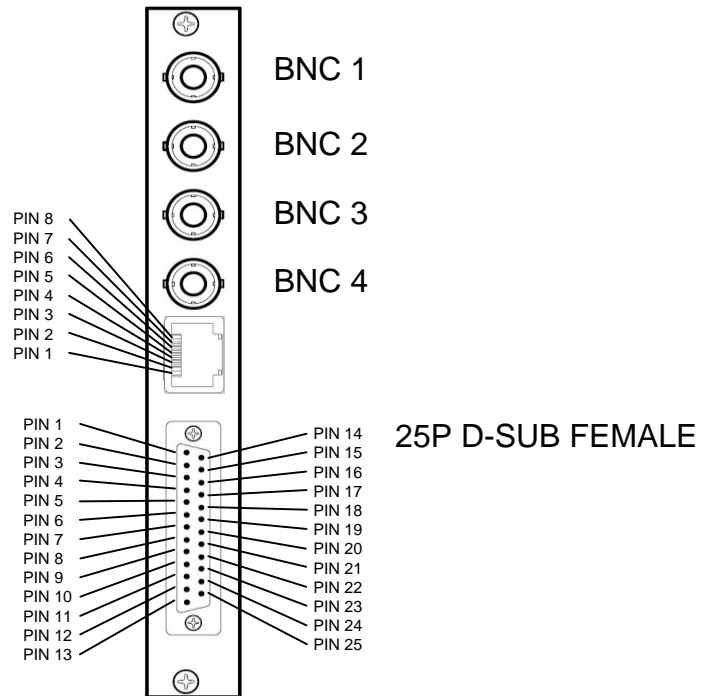 BNC 1
BNC 2
BNC 3
BNC 4
PIN 8
PIN 7
PIN 6
PIN 5
PIN 4
PIN 3
PIN 2
PIN 1
25P D-SUB FEMALE
PIN 1
PIN 2
PIN 3
PIN 4
PIN 5
PIN 6
PIN 7
PIN 8
PIN 9
PIN 10
PIN 11
PIN 12
PIN 13
PIN 14
PIN 15
PIN 16
PIN 17
PIN 18
PIN 19
PIN 20
PIN 21
PIN 22
PIN 23
PIN 24
PIN 25